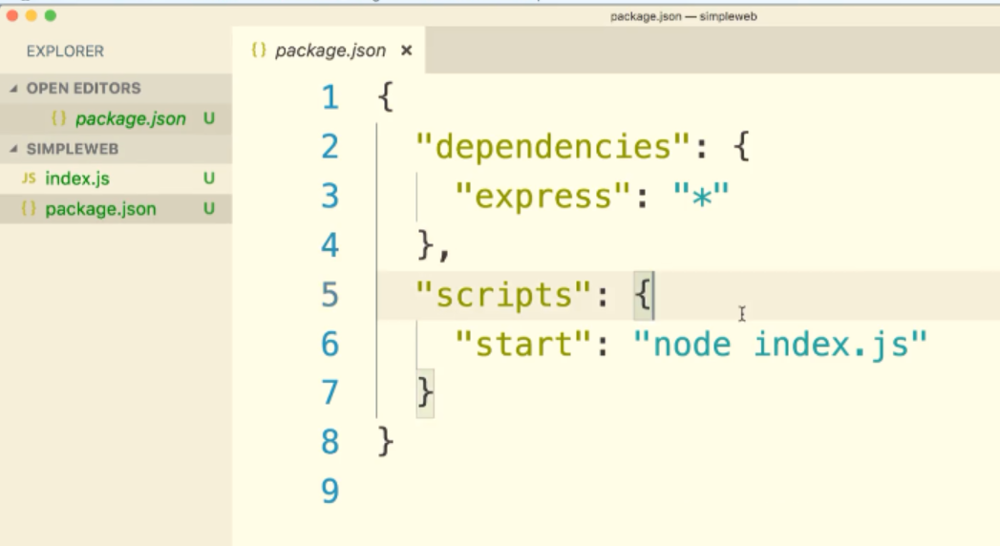 package.json — simpleweb
EXPLORER
OPEN EDITORS
{} package.json U
SIMPLEWEB
JS index.js U
{} package.json U
{} package.json ×
1 {
2 "dependencies": {
3 "express": "*"
4 },
5 "scripts": {
6 "start": "node index.js"
7 }
8 }
9